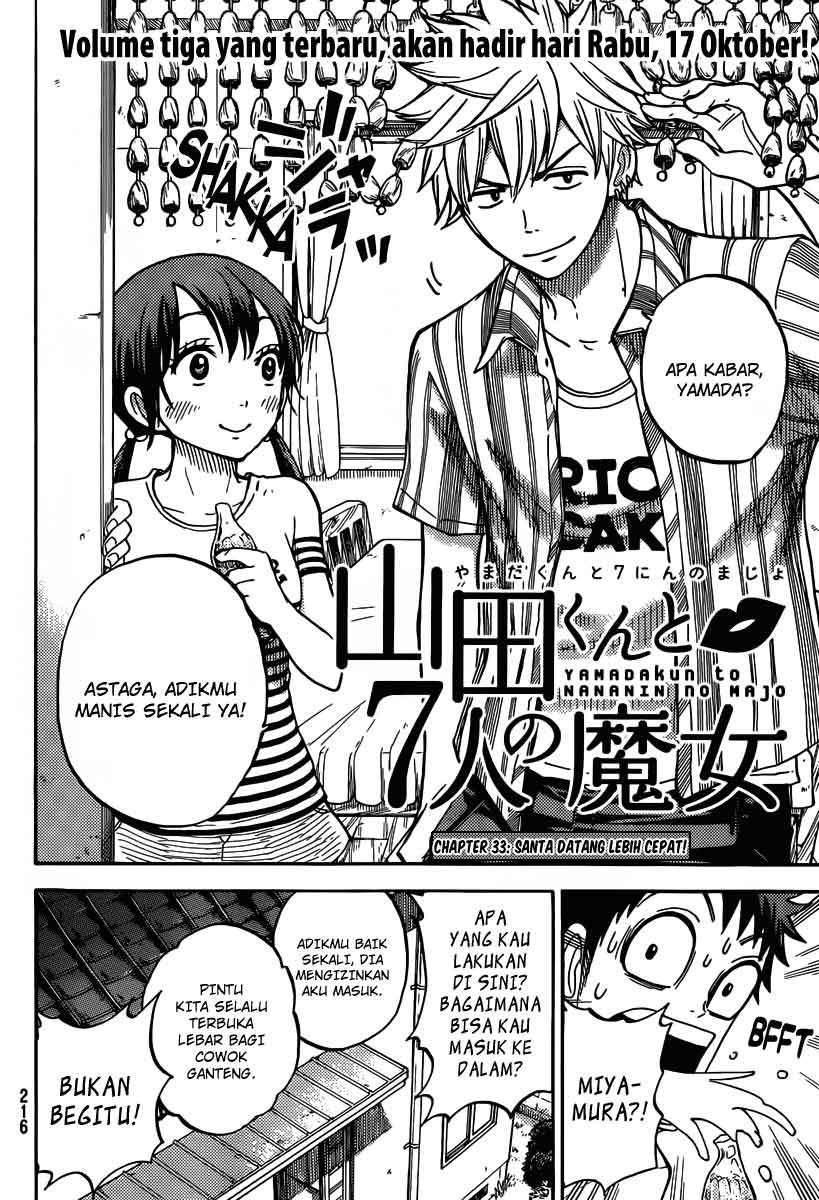 Volume tiga yang terbaru, akan hadir hari Rabu, 17 Oktober!
ジャラッ
SHAKKA
APA KABAR,
YAMADA?
RIO
CAK
ASTAGA, ADIKMU
MANIS SEKALI YA!
やまだくんと7にんのまじょ
山田くんと
YAMADAKUN to
NANANIN no MAJO
7人の魔女
CHAPTER 33: SANTA DATANG LEBIH CEPAT!
BFFT
MIYA-
MURA?!
APA
YANG KAU
LAKUKAN
DI SINI?
BAGAIMANA
BISA KAU
MASUK KE
DALAM?
ADIKMU BAIK
SEKALI, DIA
MENGIZINKAN
AKU MASUK.
PINTU
KITA SELALU
TERBUKA
LEBAR BAGI
COWOK
GANTENG.
BUKAN
BEGITU!
216